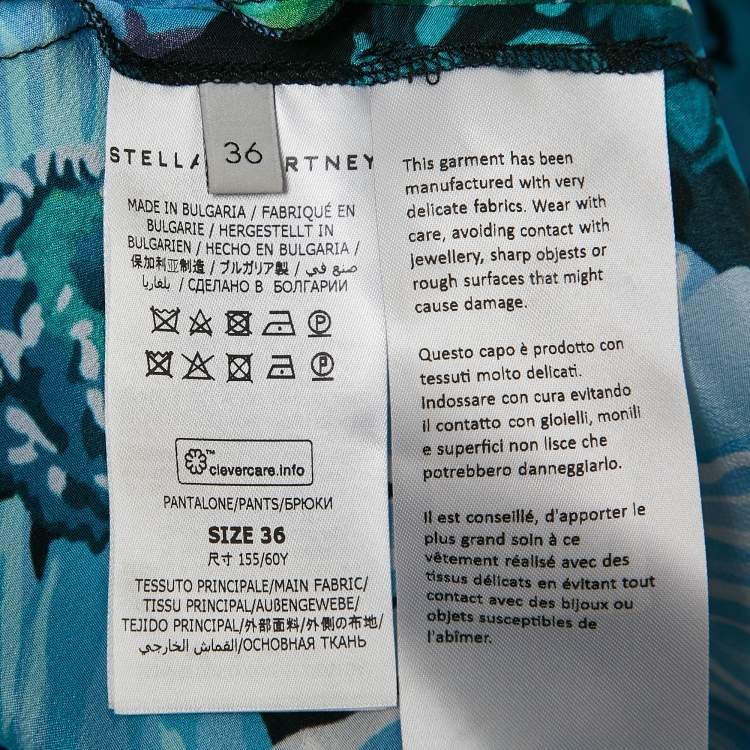 36
STELLA RTNEY
MADE IN BULGARIA / FABRIQUÉ EN
BULGARIE / HERGESTELLT IN
BULGARIEN / HECHO EN BULGARIA/
保加利亚制造 / ブルガリア製 / صنع في
بلغاريا / СДЕЛАНО В БОЛГАРИИ
P
P
™
clevercare.info
PANTALONE/PANTS/БРЮКИ
SIZE 36
尺寸 155/60Y
TESSUTO PRINCIPALE/MAIN FABRIC/
TISSU PRINCIPAL/AUßENGEWEBE/
TEJIDO PRINCIPAL/外部面料/外側の布地/
القماش الخارجي/ОСНОВНАЯ ТКАНЬ
This garment has been
manufactured with very
delicate fabrics. Wear with
care, avoiding contact with
jewellery, sharp objests or
rough surfaces that might
cause damage.
Questo capo è prodotto con
tessuti molto delicati.
Indossare con cura evitando
il contatto con gioielli, monili
e superfici non lisce che
potrebbero danneggiarlo.
Il est conseillé, d'apporter le
plus grand soin à ce
vêtement réalisé avec des
tissus délicats en évitant tout
contact avec des bijoux ou
objets susceptibles de
l'abîmer.